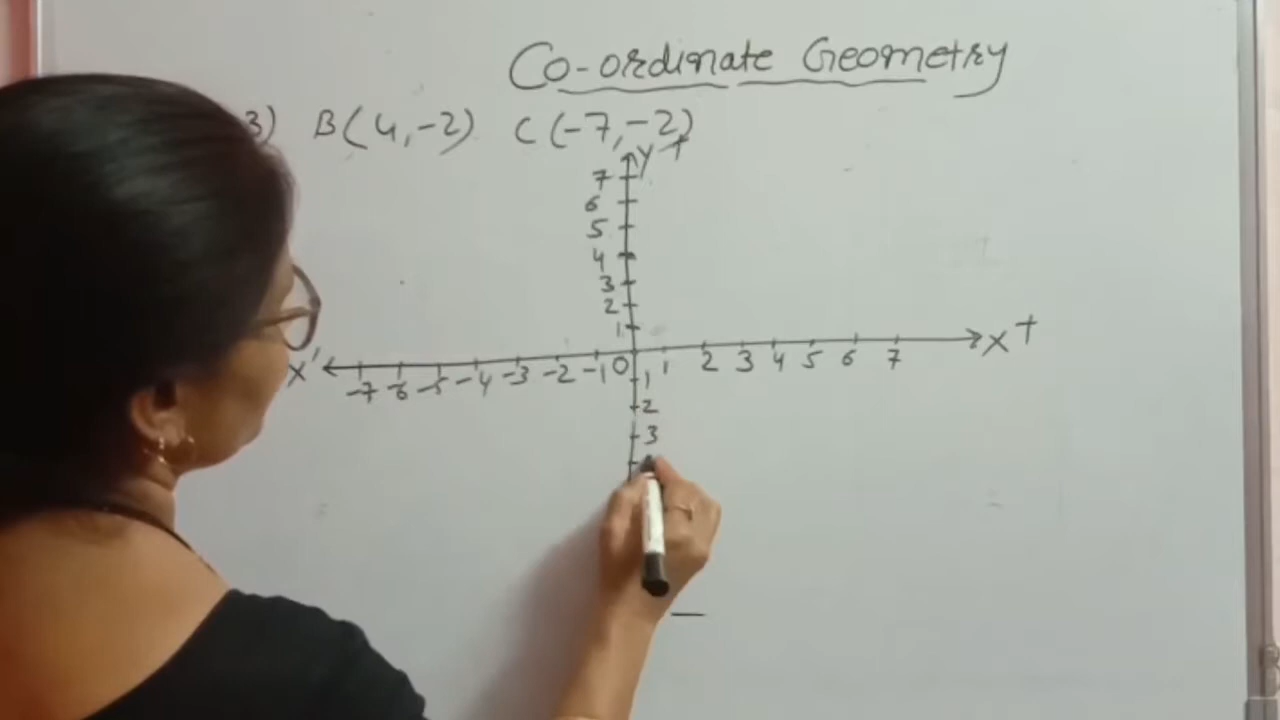 Co-ordinate Geometry
3) B(4,-2) C(-7,-2)
Y+
7
6
5
4
3
2
1
X' X+
-7 -6 -5 -4 -3 -2 -1 0 1 2 3 4 5 6 7
1
2
3